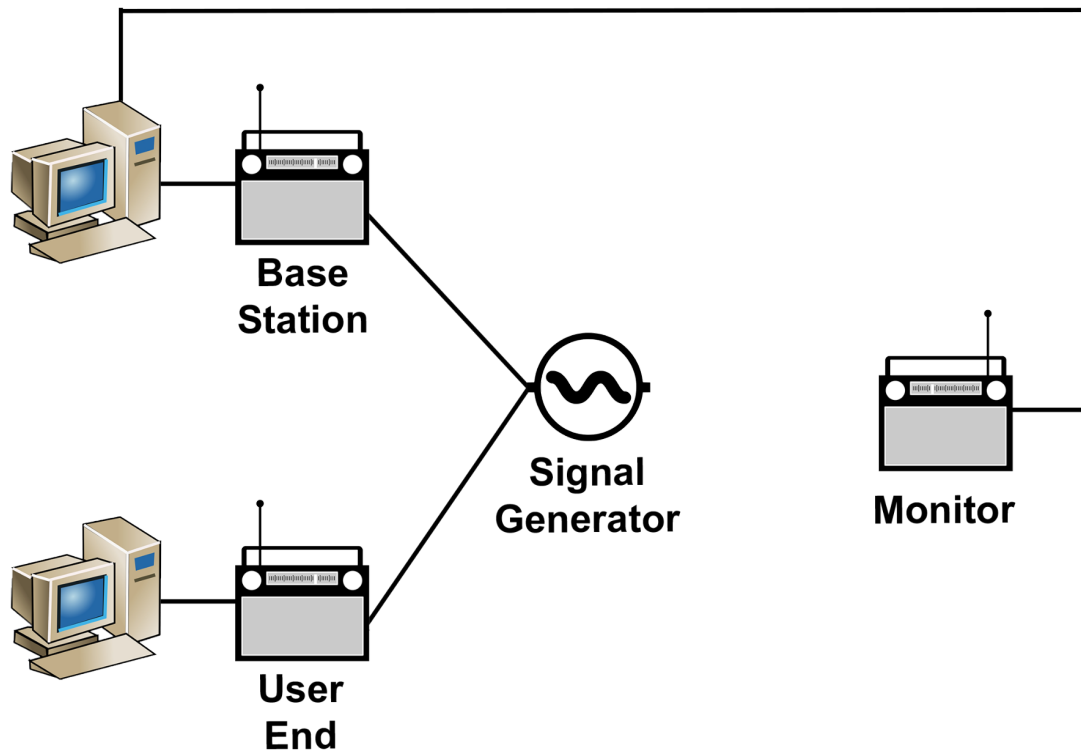 Base
Station
Signal
Generator
Monitor
User
End